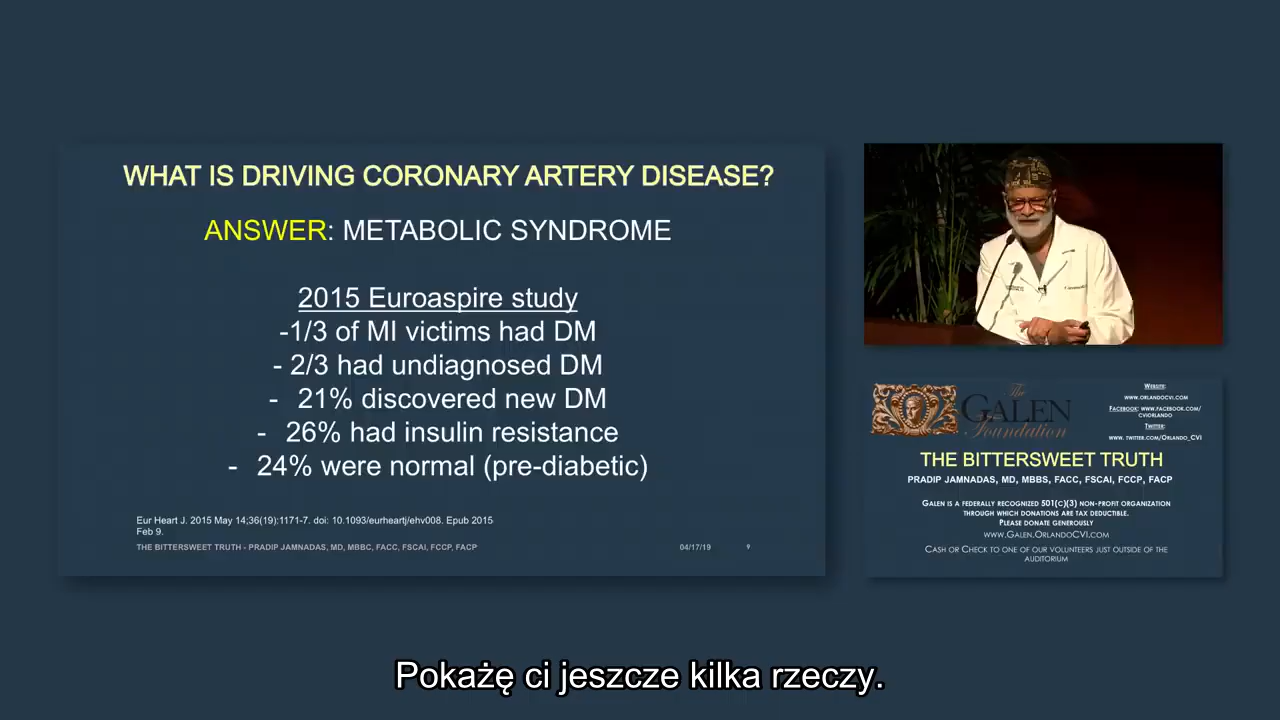 WHAT IS DRIVING CORONARY ARTERY DISEASE?
ANSWER: METABOLIC SYNDROME
2015 Euroaspire study
-1/3 of MI victims had DM
- 2/3 had undiagnosed DM
- 21% discovered new DM
- 26% had insulin resistance
- 24% were normal (pre-diabetic)
Eur Heart J. 2015 May 14;36(19):1171-7. doi: 10.1093/eurheartj/ehv008. Epub 2015
Feb 9.
THE BITTERSWEET TRUTH - PRADIP JAMNADAS, MD, MBBC, FACC, FSCAI, FCCP, FACP
04/17/19
9
The
GALEN
Foundation
WEBSITE:
WWW.ORLANDOCVI.COM
FACEBOOK: WWW.FACEBOOK.COM/
CVIORLANDO
TWITTER:
WWW. TWITTER.COM/ORLANDO_CVI
THE BITTERSWEET TRUTH
PRADIP JAMNADAS, MD, MBBS, FACC, FSCAI, FCCP, FACP
GALEN IS A FEDERALLY RECOGNIZED 501(C)(3) NON-PROFIT ORGANIZATION
THROUGH WHICH DONATIONS ARE TAX DEDUCTIBLE.
PLEASE DONATE GENEROUSLY
WWW.GALEN.ORLANDOCVI.COM
CASH OR CHECK TO ONE OF OUR VOLUNTEERS JUST OUTSIDE OF THE
AUDITORIUM
Pokażę ci jeszcze kilka rzeczy.